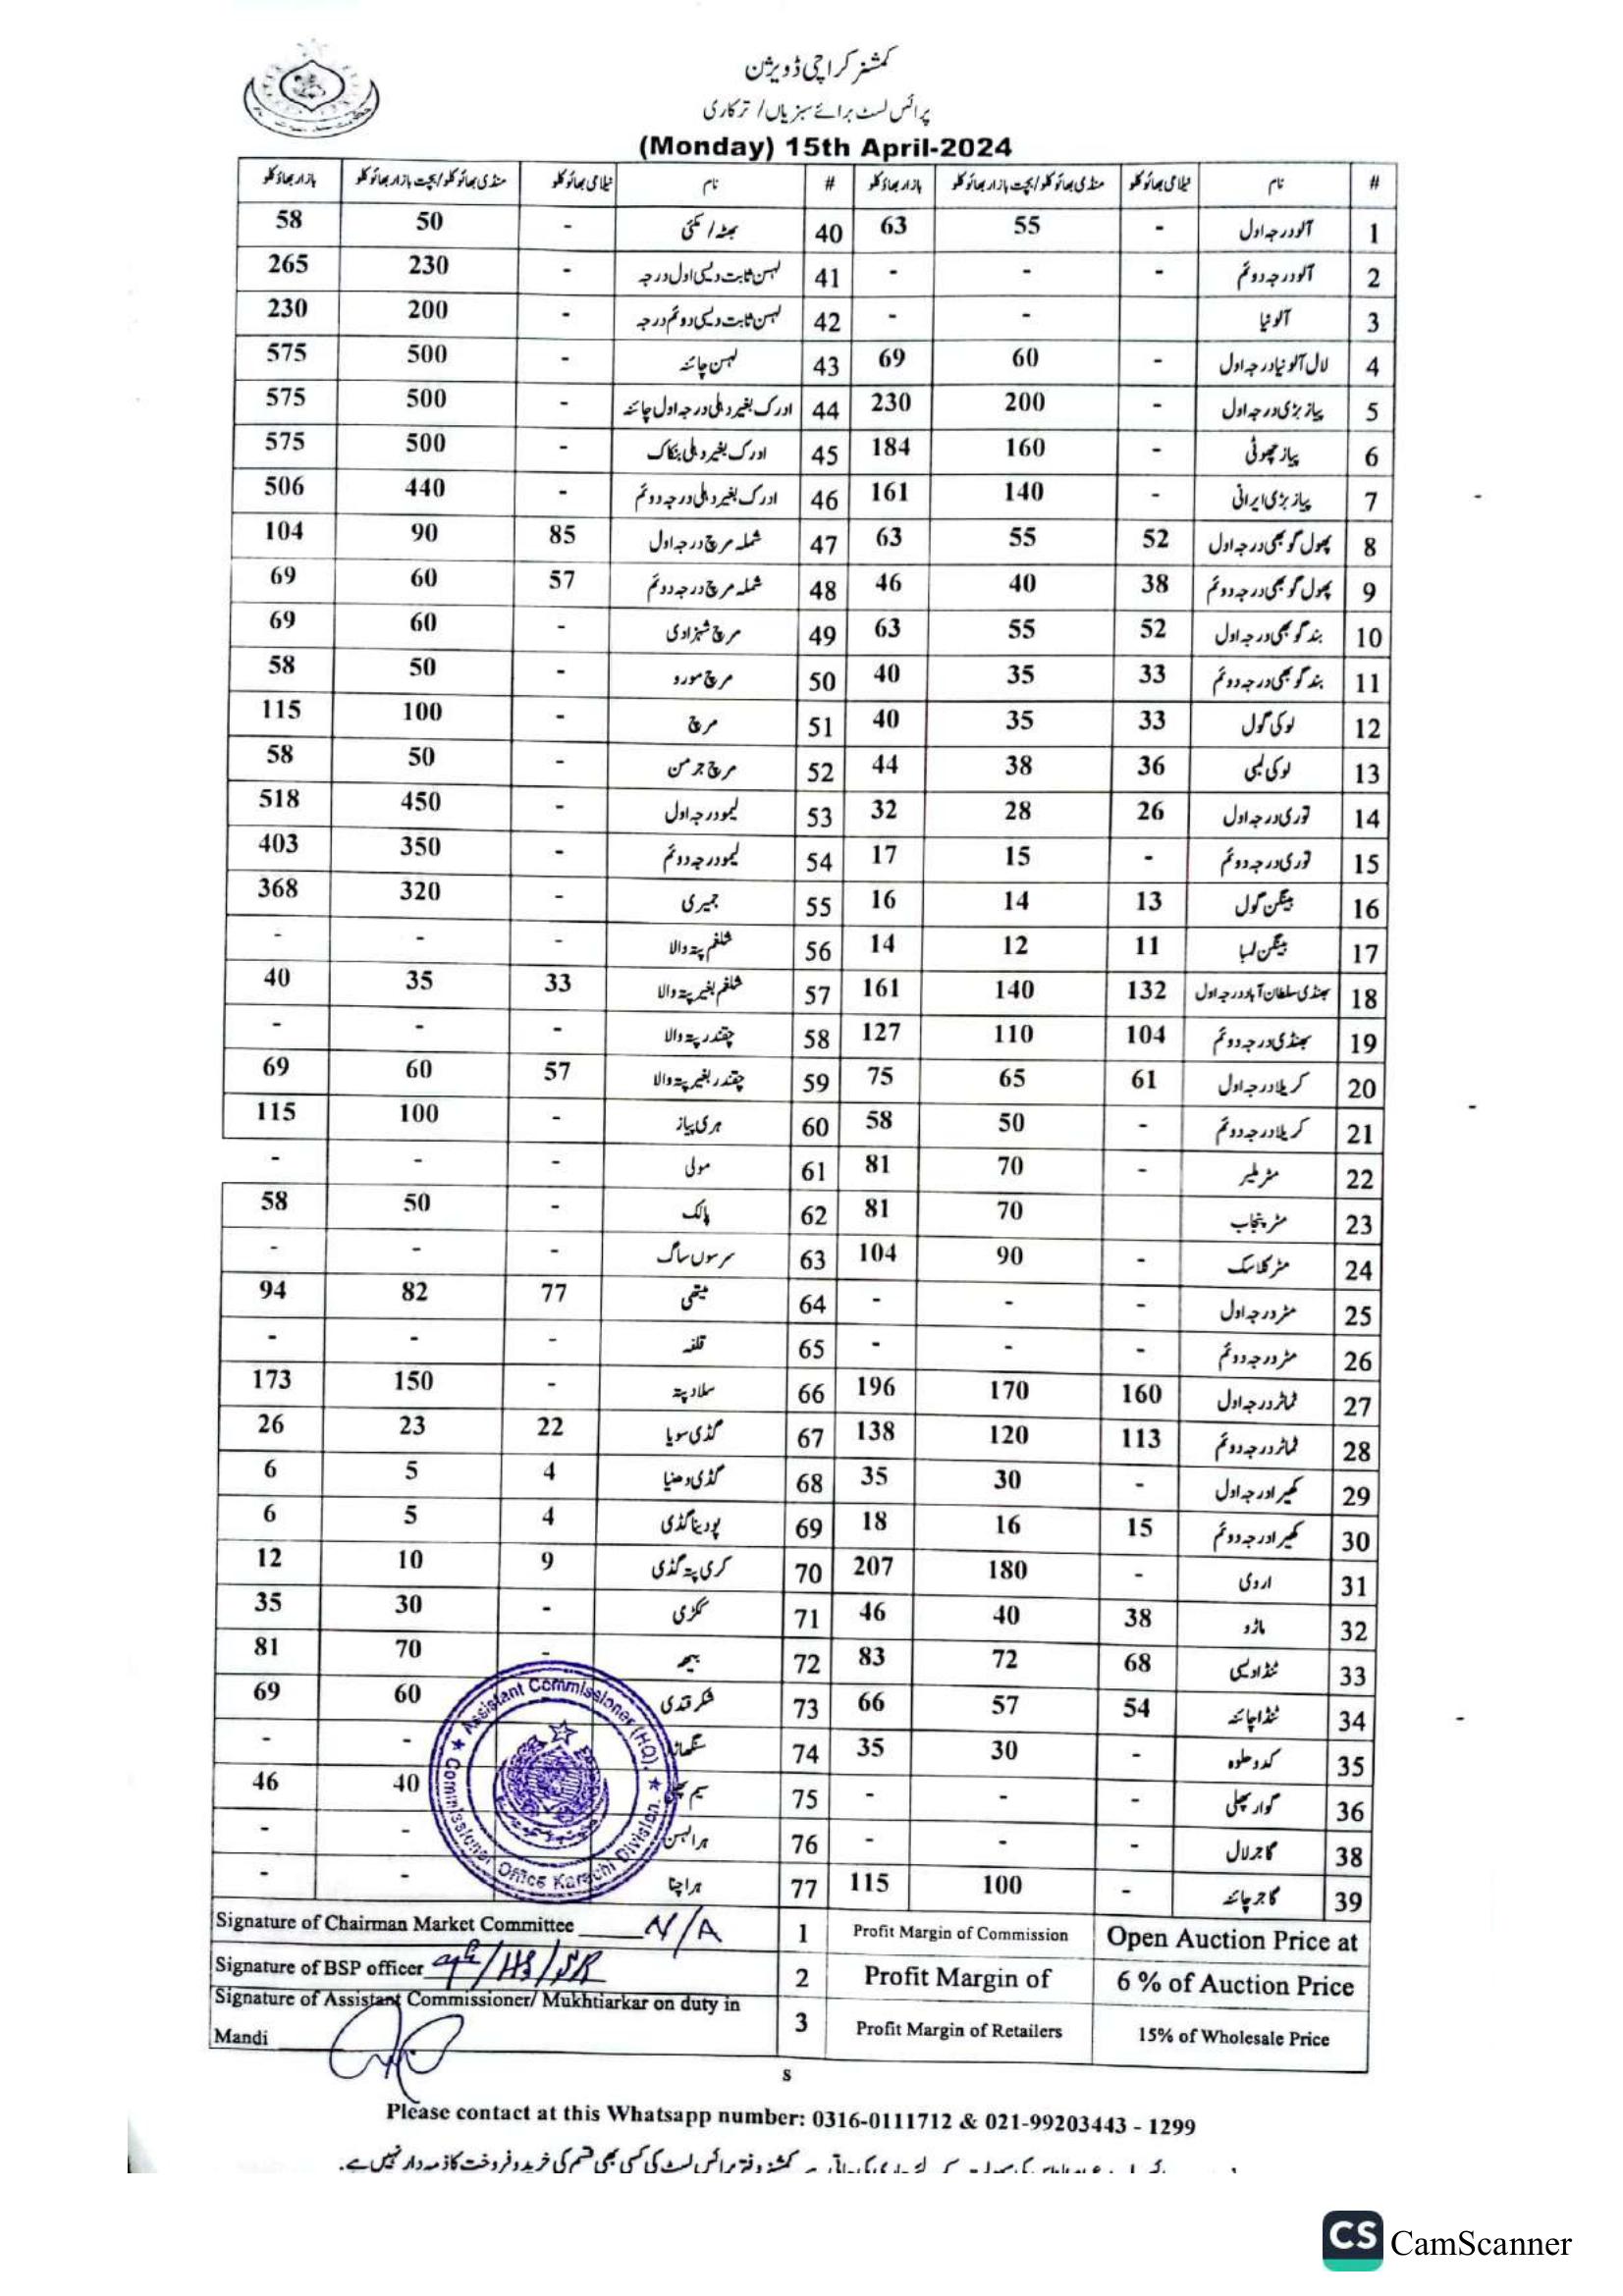 کمشنر کراچی ڈویژن
پرائس لسٹ برائے سبزیاں / ترکاری
(Monday) 15th April-2024
# نام نیلامی بھائو کلو منڈی بھائو کلو/بچت بازار بھائو کلو بازار بھاؤ کلو # نام نیلامی بھائو کلو منڈی بھائو کلو/بچت بازار بھائو کلو بازار بھاؤ کلو
1 آلو درجہ اول - 55 63 40 بھٹہ / مکئی - 50 58
2 آلو درجہ دوئم - - - 41 لہسن ثابت دیسی اول درجہ - 230 265
3 آلو نیا - - 42 لہسن ثابت دیسی دوئم درجہ - 200 230
4 لال آلو نیا درجہ اول - 60 69 43 لہسن چائنہ - 500 575
5 پیاز بڑی درجہ اول - 200 230 44 ادرک بغیر دھلی درجہ اول چائنہ - 500 575
6 پیاز چھوٹی - 160 184 45 ادرک بغیر دھلی بنکاک - 500 575
7 پیاز بڑی ایرانی - 140 161 46 ادرک بغیر دھلی درجہ دوئم - 440 506
8 پھول گوبھی درجہ اول 52 55 63 47 شملہ مرچ درجہ اول 85 90 104
9 پھول گوبھی درجہ دوئم 38 40 46 48 شملہ مرچ درجہ دوئم 57 60 69
10 بند گوبھی درجہ اول 52 55 63 49 مرچ شہزادی - 60 69
11 بند گوبھی درجہ دوئم 33 35 40 50 مرچ مورو - 50 58
12 لوکی گول 33 35 40 51 مرچ - 100 115
13 لوکی لمبی 36 38 44 52 مرچ جرمن - 50 58
14 توری درجہ اول 26 28 32 53 لیمو درجہ اول - 450 518
15 توری درجہ دوئم - 15 17 54 لیمو درجہ دوئم - 350 403
16 بینگن گول 13 14 16 55 جمیری - 320 368
17 بینگن لمبا 11 12 14 56 شلغم پتہ والا - - -
18 بھنڈی سلطان آباد درجہ اول 132 140 161 57 شلغم بغیر پتہ والا 33 35 40
19 بھنڈی درجہ دوئم 104 110 127 58 چقندر پتہ والا - - -
20 کریلا درجہ اول 61 65 75 59 چقندر بغیر پتہ والا 57 60 69
21 کریلا درجہ دوئم - 50 58 60 ہری پیاز - 100 115
22 مٹر ملیر - 70 81 61 مولی - - -
23 مٹر پنجاب 70 81 62 پالک - 50 58
24 مٹر کلاسک - 90 104 63 سرسوں ساگ - - -
25 مٹر درجہ اول - - - 64 میتھی 77 82 94
26 مٹر درجہ دوئم - - - 65 قلفہ - - -
27 ٹماٹر درجہ اول 160 170 196 66 سلاد پتہ - 150 173
28 ٹماٹر درجہ دوئم 113 120 138 67 گڈی سویا 22 23 26
29 کھیرا درجہ اول - 30 35 68 گڈی دھنیا 4 5 6
30 کھیرا درجہ دوئم 15 16 18 69 پودینا گڈی 4 5 6
31 اروی - 180 207 70 کری پتہ گڈی 9 10 12
32 ماڑو 38 40 46 71 ککڑی - 30 35
33 ٹنڈا دیسی 68 72 83 72 بیھ - 70 81
34 ٹنڈا چائنہ 54 57 66 73 شکر قندی 60 69
35 کدو حلوہ - 30 35 74 سنگھاڑ - -
36 گوار پھلی - - - 75 سیم 40 46
38 گاجر لال - - - 76 ہرا لہسن - -
39 گاجر چائنہ - 100 115 77 ہرا چنا - -
Assistant Commissioner (HQ).
Commissioner Office Karachi Division.
Signature of Chairman Market Committee N/A
1 Profit Margin of Commission Open Auction Price at
Signature of BSP officer
2 Profit Margin of 6 % of Auction Price
Signature of Assistant Commissioner/ Mukhtiarkar on duty in
Mandi
3 Profit Margin of Retailers 15% of Wholesale Price
s
Please contact at this Whatsapp number: 0316-0111712 & 021-99203443 - 1299
کمشنر دفتر پرائس لسٹ کی کسی بھی قسم کی خرید و فروخت کا ذمہ دار نہیں ہے۔
CS CamScanner